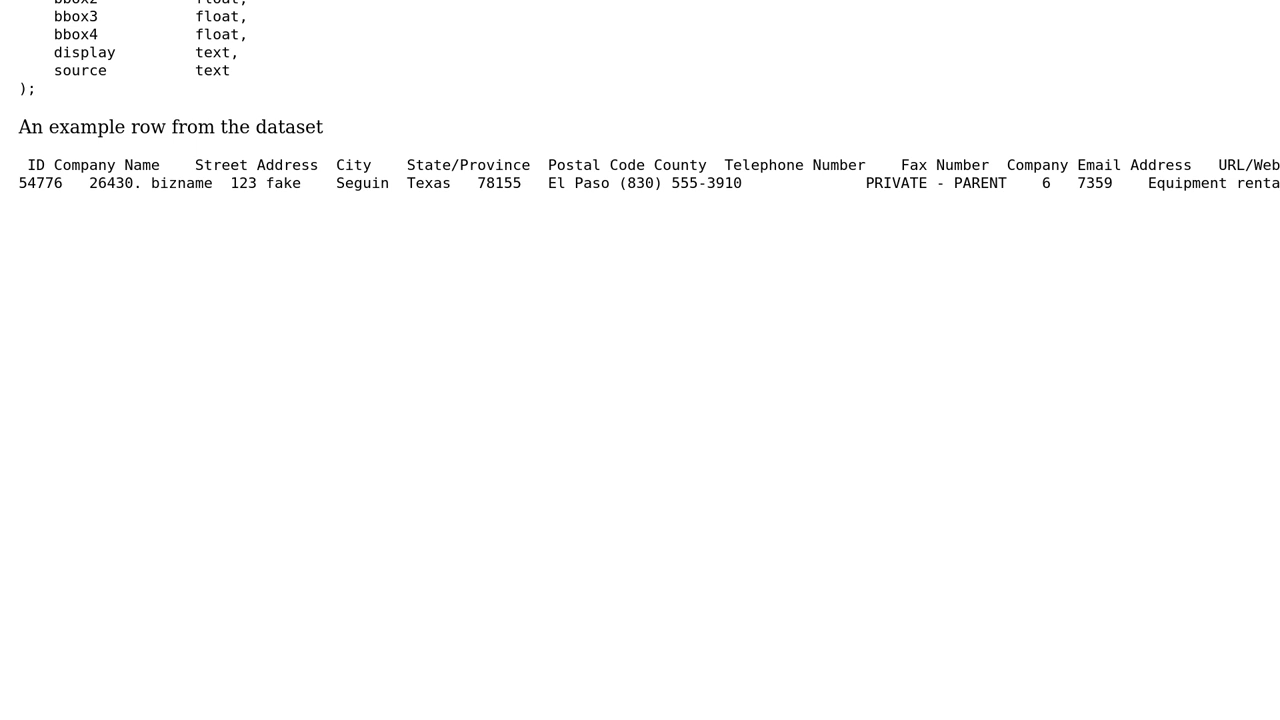 bbox2           float,
bbox3           float,
bbox4           float,
display         text,
source          text
);
An example row from the dataset
ID Company Name    Street Address  City    State/Province  Postal Code County  Telephone Number    Fax Number  Company Email Address   URL/Web
54776   26430. bizname  123 fake    Seguin  Texas   78155   El Paso (830) 555-3910              PRIVATE - PARENT    6   7359    Equipment renta